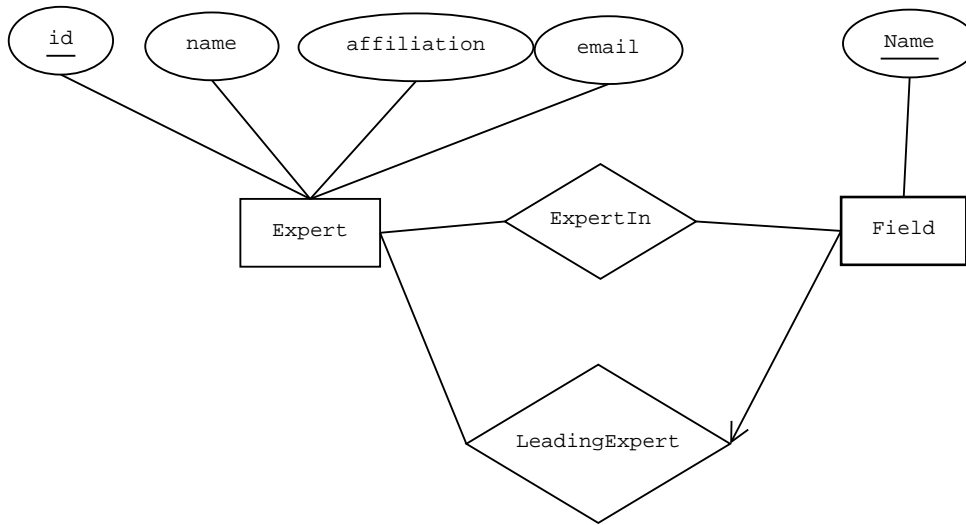 id
name
affiliation
email
Name
Expert
ExpertIn
Field
LeadingExpert